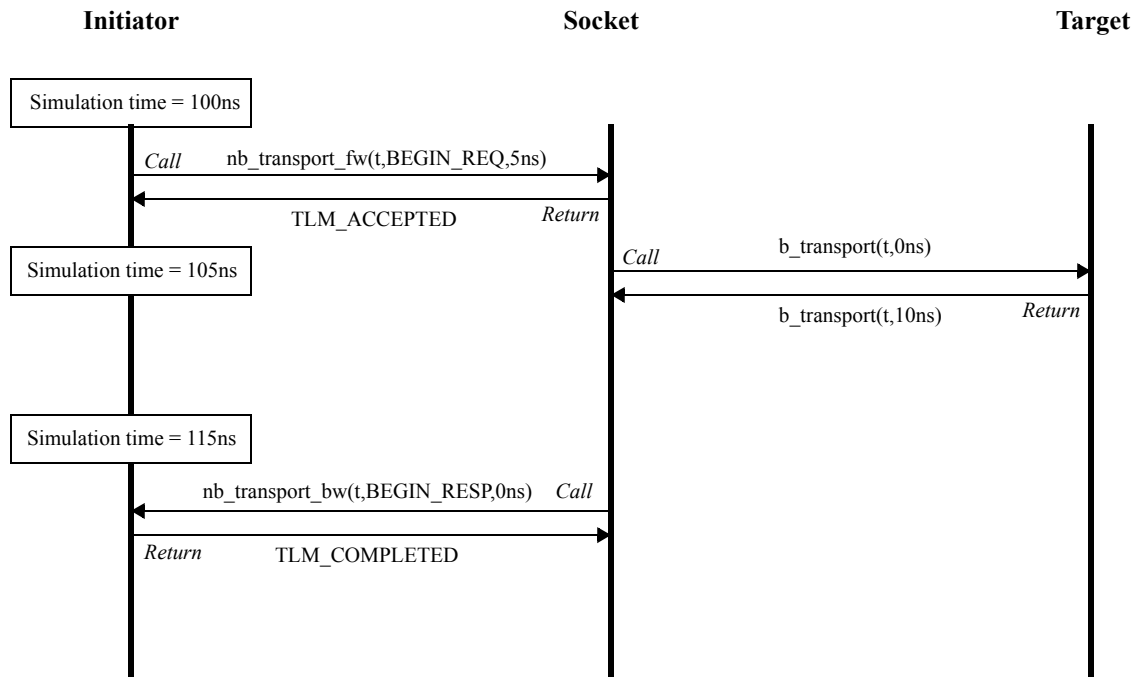 Initiator Socket Target
Simulation time = 100ns
Call nb_transport_fw(t,BEGIN_REQ,5ns)
TLM_ACCEPTED Return
Simulation time = 105ns
Call b_transport(t,0ns)
b_transport(t,10ns) Return
Simulation time = 115ns
nb_transport_bw(t,BEGIN_RESP,0ns) Call
Return TLM_COMPLETED